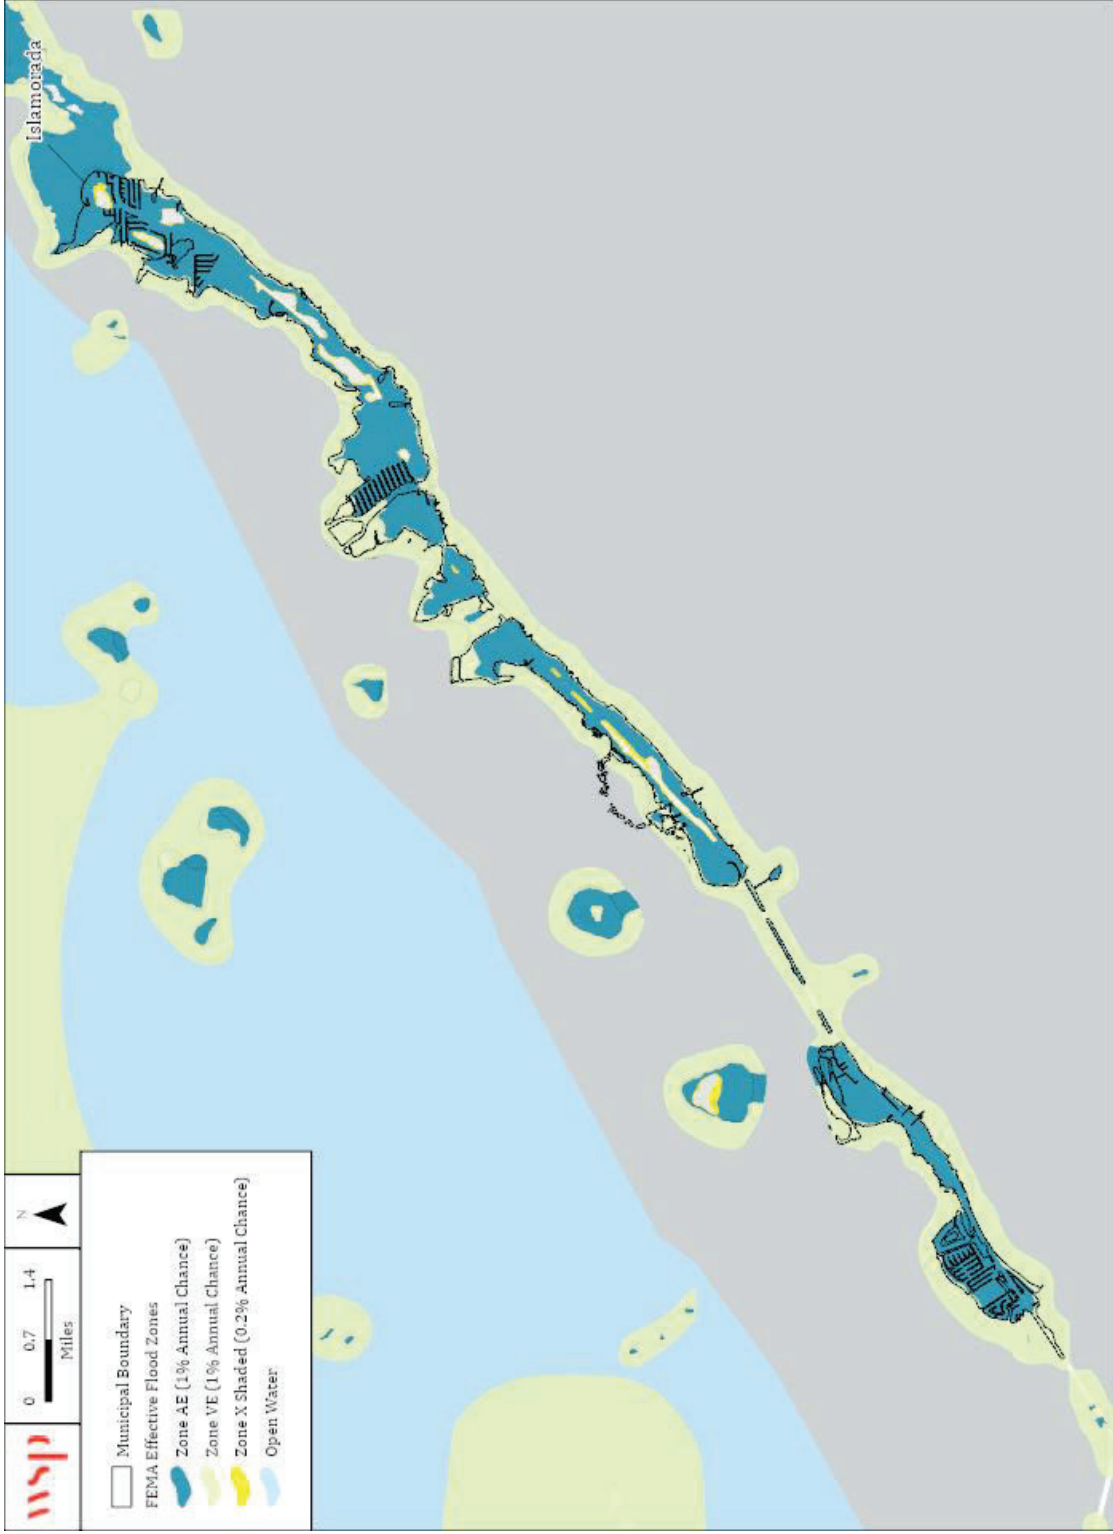 Islamorada
wsp
0 0.7 1.4
Miles
N
Municipal Boundary
FEMA Effective Flood Zones
Zone AE (1% Annual Chance)
Zone VE (1% Annual Chance)
Zone X Shaded (0.2% Annual Chance)
Open Water